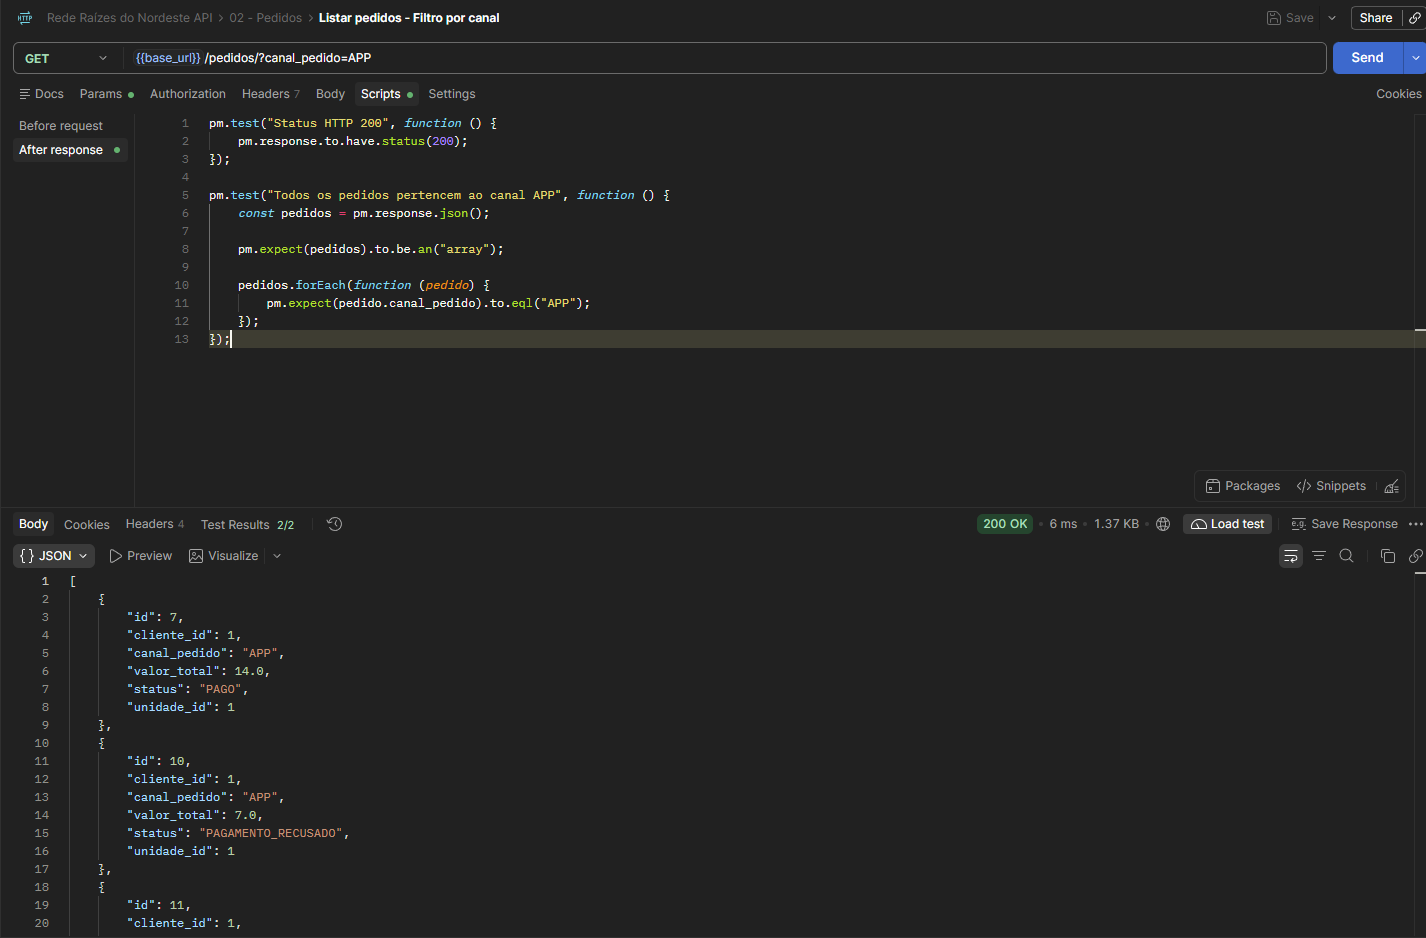 HTTP Rede Raízes do Nordeste API > 02 - Pedidos > Listar pedidos - Filtro por canal Save Share
GET {{base_url}} /pedidos/?canal_pedido=APP Send
Docs Params Authorization Headers 7 Body Scripts Settings Cookies
Before request
After response
1 pm.test("Status HTTP 200", function () {
2 pm.response.to.have.status(200);
3 });
4
5 pm.test("Todos os pedidos pertencem ao canal APP", function () {
6 const pedidos = pm.response.json();
7
8 pm.expect(pedidos).to.be.an("array");
9
10 pedidos.forEach(function (pedido) {
11 pm.expect(pedido.canal_pedido).to.eql("APP");
12 });
13 });
Packages </> Snippets
Body Cookies Headers 4 Test Results 2/2 200 OK • 6 ms • 1.37 KB • Load test e.g. Save Response
{} JSON Preview Visualize
1 [
2 {
3 "id": 7,
4 "cliente_id": 1,
5 "canal_pedido": "APP",
6 "valor_total": 14.0,
7 "status": "PAGO",
8 "unidade_id": 1
9 },
10 {
11 "id": 10,
12 "cliente_id": 1,
13 "canal_pedido": "APP",
14 "valor_total": 7.0,
15 "status": "PAGAMENTO_RECUSADO",
16 "unidade_id": 1
17 },
18 {
19 "id": 11,
20 "cliente_id": 1,